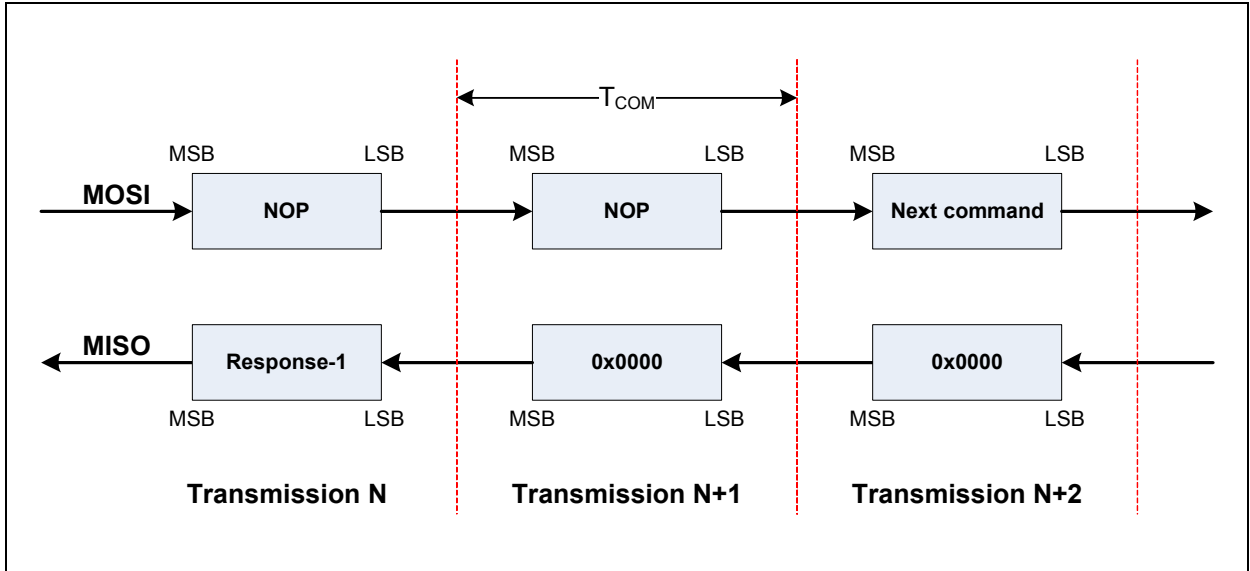 T_COM
MSB LSB MSB LSB MSB LSB
MOSI NOP NOP Next command
MISO Response-1 0x0000 0x0000
MSB LSB MSB LSB MSB LSB
Transmission N Transmission N+1 Transmission N+2